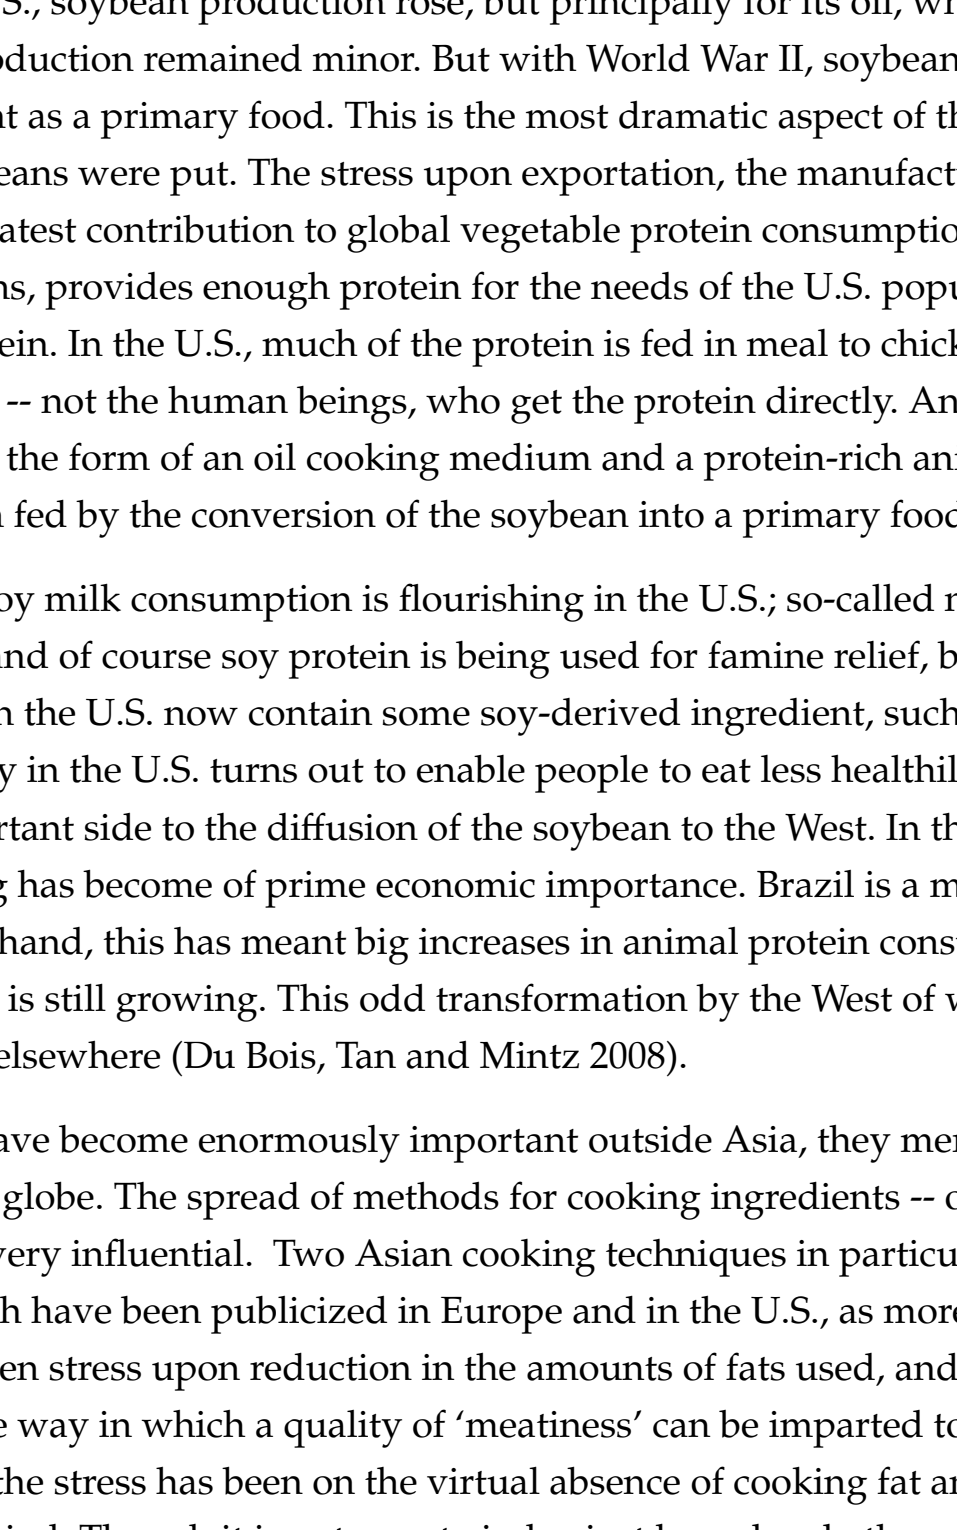 S., soybean production rose, but principally for its oil, wh
oduction remained minor. But with World War II, soybean
nt as a primary food. This is the most dramatic aspect of th
eans were put. The stress upon exportation, the manufact
atest contribution to global vegetable protein consumptio
ns, provides enough protein for the needs of the U.S. popu
ein. In the U.S., much of the protein is fed in meal to chick
-- not the human beings, who get the protein directly. An
the form of an oil cooking medium and a protein-rich ani
fed by the conversion of the soybean into a primary food
oy milk consumption is flourishing in the U.S.; so-called
and of course soy protein is being used for famine relief, b
n the U.S. now contain some soy-derived ingredient, such
y in the U.S. turns out to enable people to eat less healthil
rtant side to the diffusion of the soybean to the West. In th
g has become of prime economic importance. Brazil is a m
hand, this has meant big increases in animal protein cons
is still growing. This odd transformation by the West of w
elsewhere (Du Bois, Tan and Mintz 2008).
ave become enormously important outside Asia, they mer
globe. The spread of methods for cooking ingredients -- o
very influential.  Two Asian cooking techniques in particu
h have been publicized in Europe and in the U.S., as more
en stress upon reduction in the amounts of fats used, and
e way in which a quality of ‘meatiness’ can be imparted to
the stress has been on the virtual absence of cooking fat a